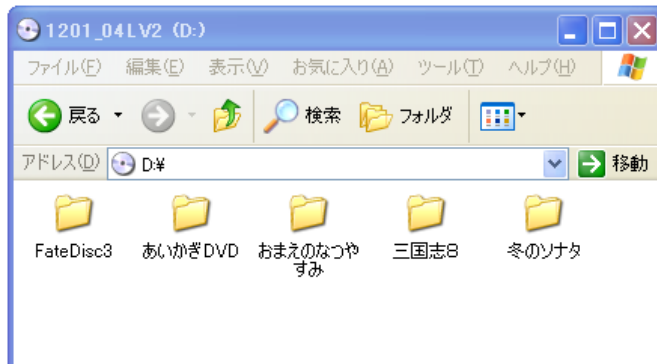 1201_04LV2 (D:)
ファイル(F) 編集(E) 表示(V) お気に入り(A) ツール(T) ヘルプ(H)
戻る 検索 フォルダ
アドレス(D) D:¥ 移動
FateDisc3 あいかぎDVD おまえのなつや 三国志8 冬のソナタ
すみ